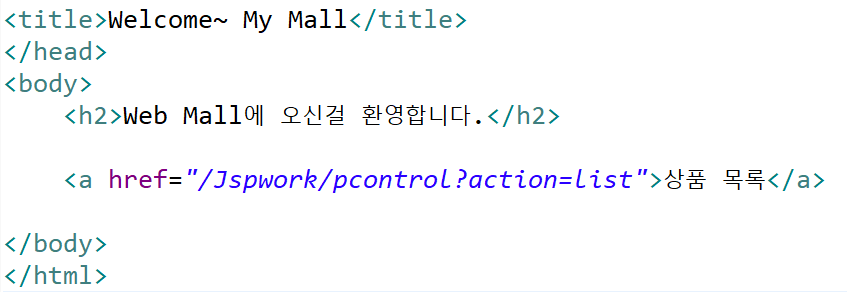 <title>Welcome~ My Mall</title>
</head>
<body>
    <h2>Web Mall에 오신걸 환영합니다.</h2>
    <a href="/Jspwork/pcontrol?action=list">상품 목록</a>
</body>
</html>